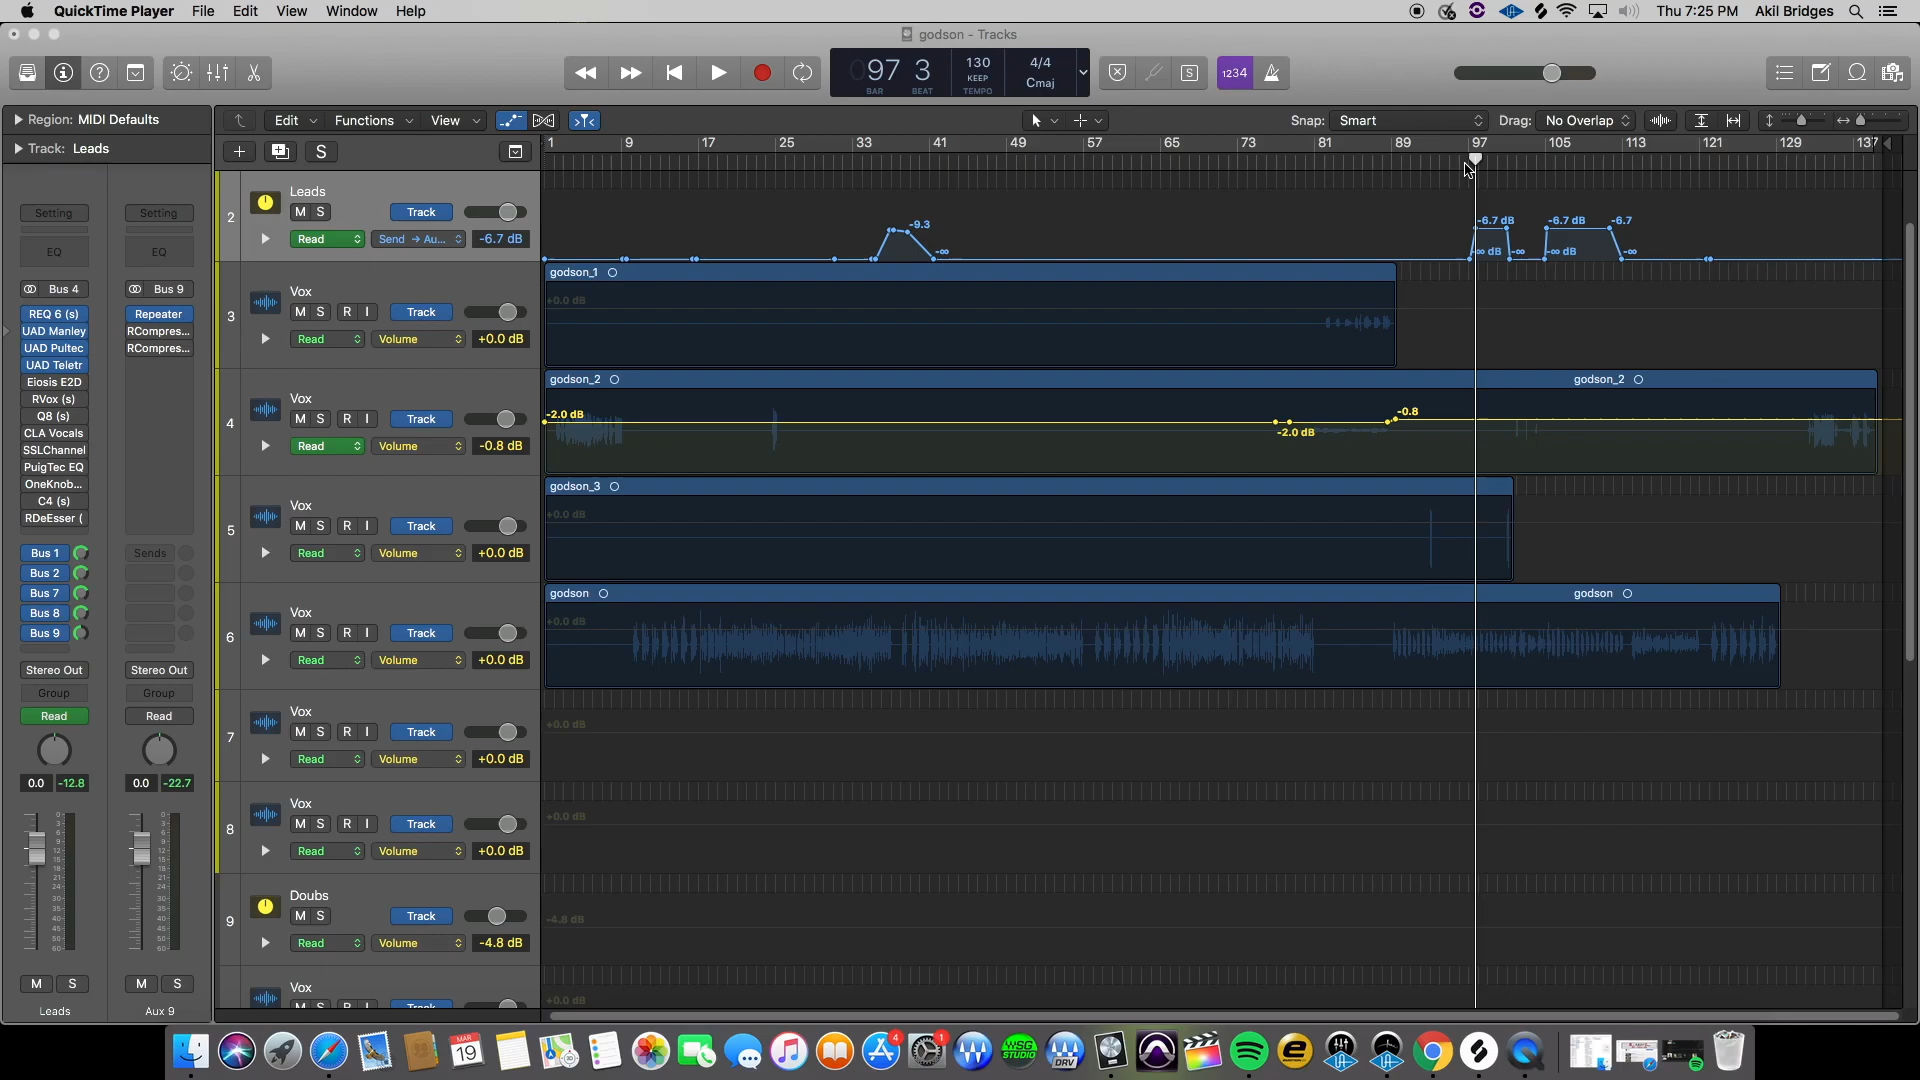 QuickTime Player File Edit View Window Help Thu 7:25 PM Akil Bridges
godson - Tracks
97 3 130 4/4
KEEP Cmaj
BAR BEAT TEMPO
S 1234
Region: MIDI Defaults
Edit Functions View Snap: Smart Drag: No Overlap
Track: Leads
S 1 9 17 25 33 41 49 57 65 73 81 89 97 105 113 121 129 137
2 Leads
M S Track
Read Send → Au... -6.7 dB
-9.3 -∞ -6.7 dB -6.7 dB -6.7
∞ dB -∞ -∞ dB -∞
Setting Setting
EQ EQ
Bus 4 Bus 9
REQ 6 (s) Repeater
UAD Manley RCompres...
UAD Pultec RCompres...
UAD Teletr
Eiosis E2D
RVox (s)
Q8 (s)
CLA Vocals
SSLChannel
PuigTec EQ
OneKnob...
C4 (s)
RDeEsser (
Bus 1 Sends
Bus 2
Bus 7
Bus 8
Bus 9
Stereo Out Stereo Out
Group Group
Read Read
0.0 -12.8 0.0 -22.7
M S M S
Leads Aux 9
3 Vox
M S R I Track
Read Volume +0.0 dB
godson_1
+0.0 dB
4 Vox
M S R I Track
Read Volume -0.8 dB
godson_2 godson_2
-2.0 dB -2.0 dB -0.8
5 Vox
M S R I Track
Read Volume +0.0 dB
godson_3
+0.0 dB
6 Vox
M S R I Track
Read Volume +0.0 dB
godson godson
+0.0 dB
7 Vox
M S R I Track
Read Volume +0.0 dB
+0.0 dB
8 Vox
M S R I Track
Read Volume +0.0 dB
+0.0 dB
9 Doubs
M S Track
Read Volume -4.8 dB
-4.8 dB
Vox
M S R I Track
+0.0 dB
MAR
19
4
1
WSG
STUDIO
DRV